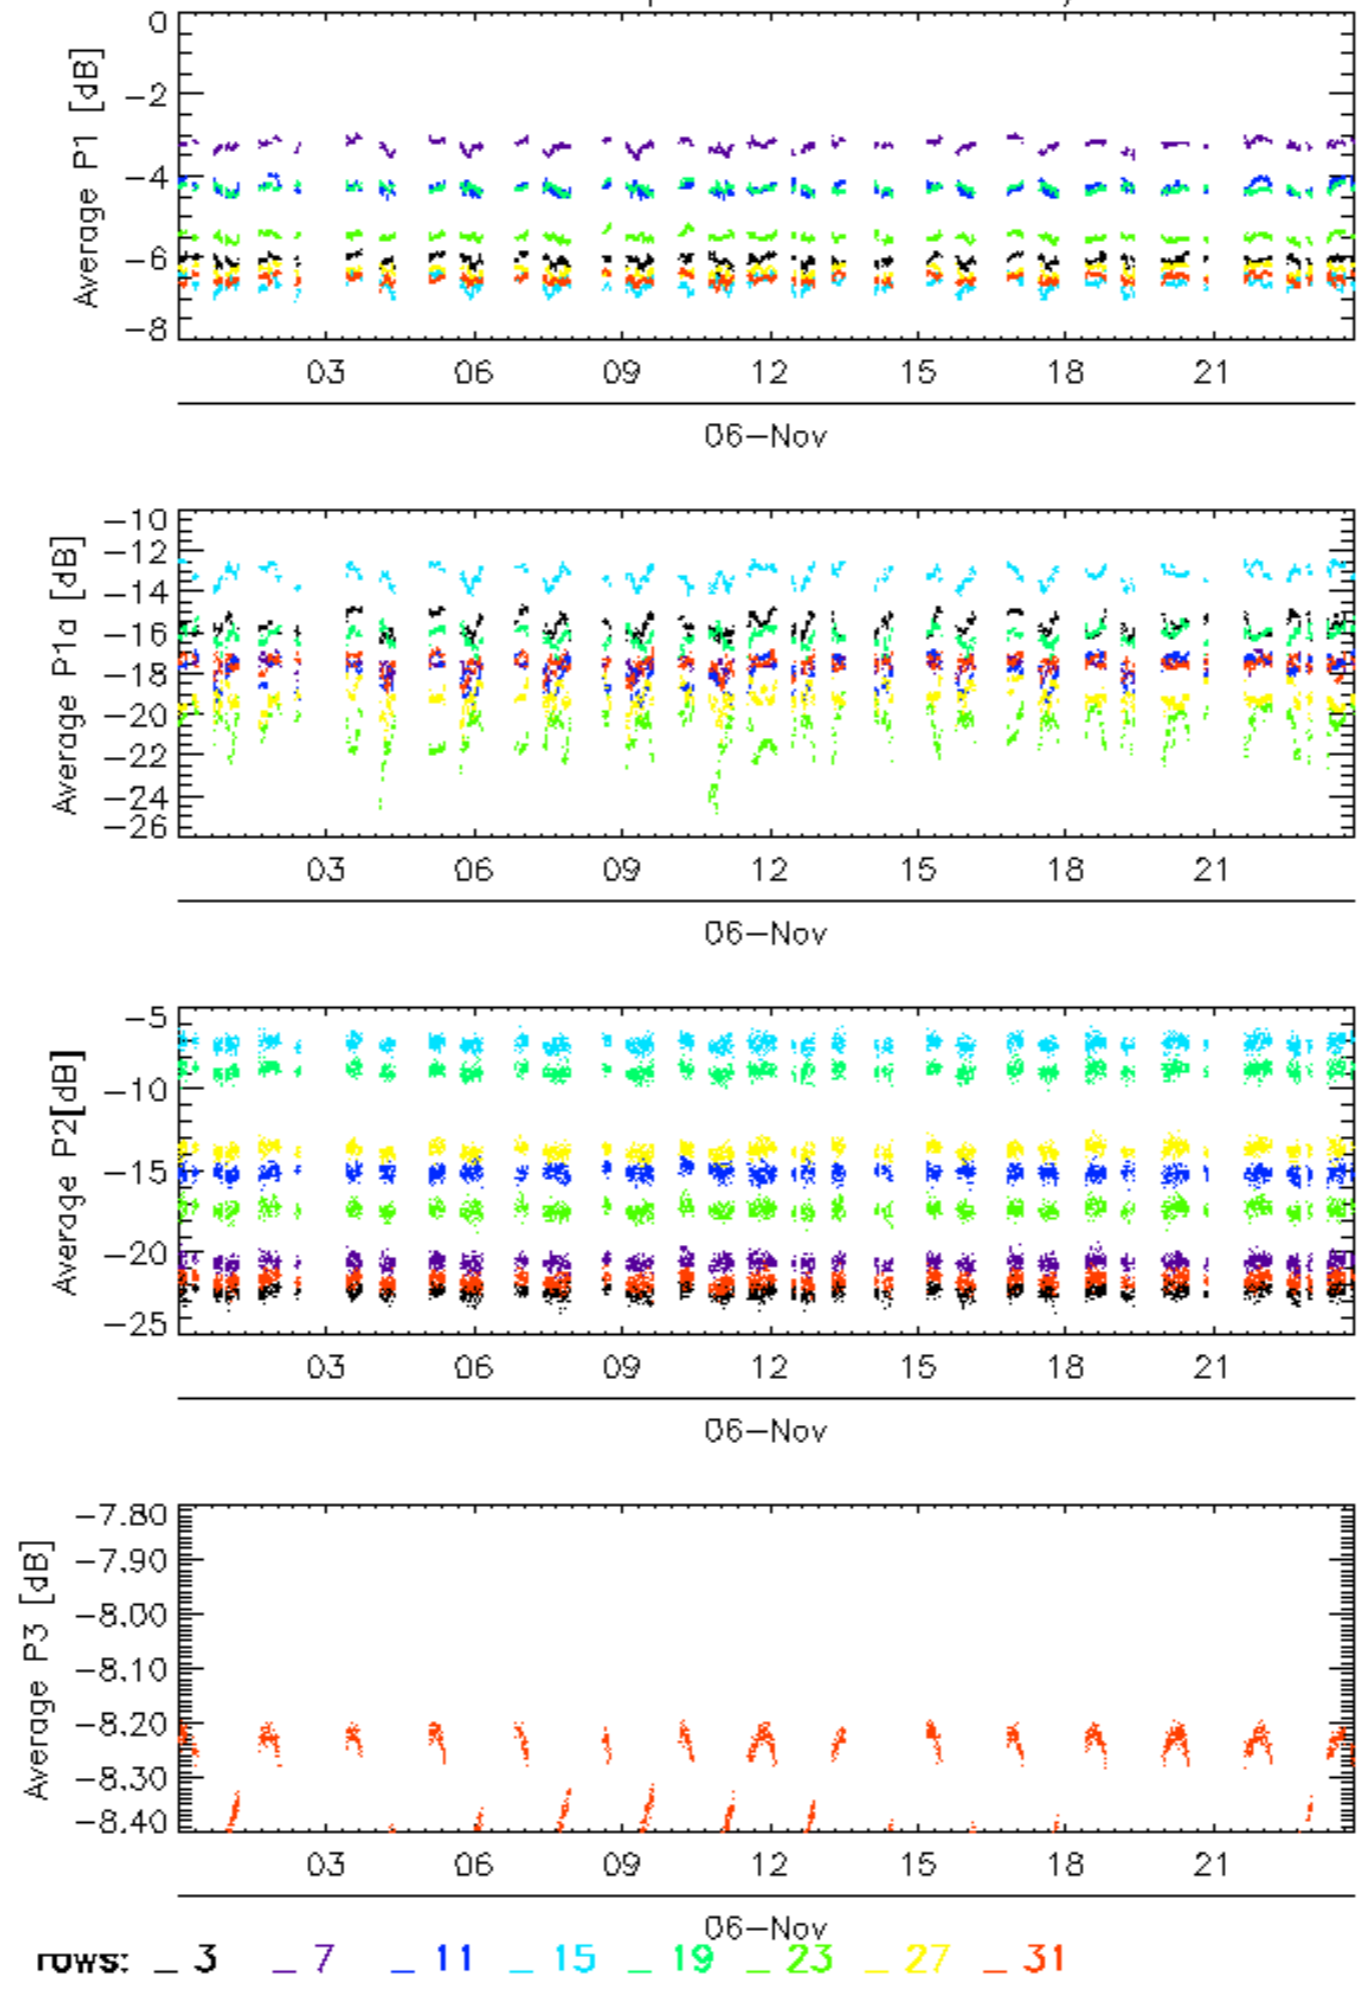 0
-2
-4
-6
-8
Average P1 [dB]
03 06 09 12 15 18 21
06-Nov
-10
-12
-14
-16
-18
-20
-22
-24
-26
Average P1a [dB]
03 06 09 12 15 18 21
06-Nov
-5
-10
-15
-20
-25
Average P2[dB]
03 06 09 12 15 18 21
06-Nov
-7.80
-7.90
-8.00
-8.10
-8.20
-8.30
-8.40
Average P3 [dB]
03 06 09 12 15 18 21
06-Nov
rows: _ 3 _ 7 _ 11 _ 15 _ 19 _ 23 _ 27 _ 31